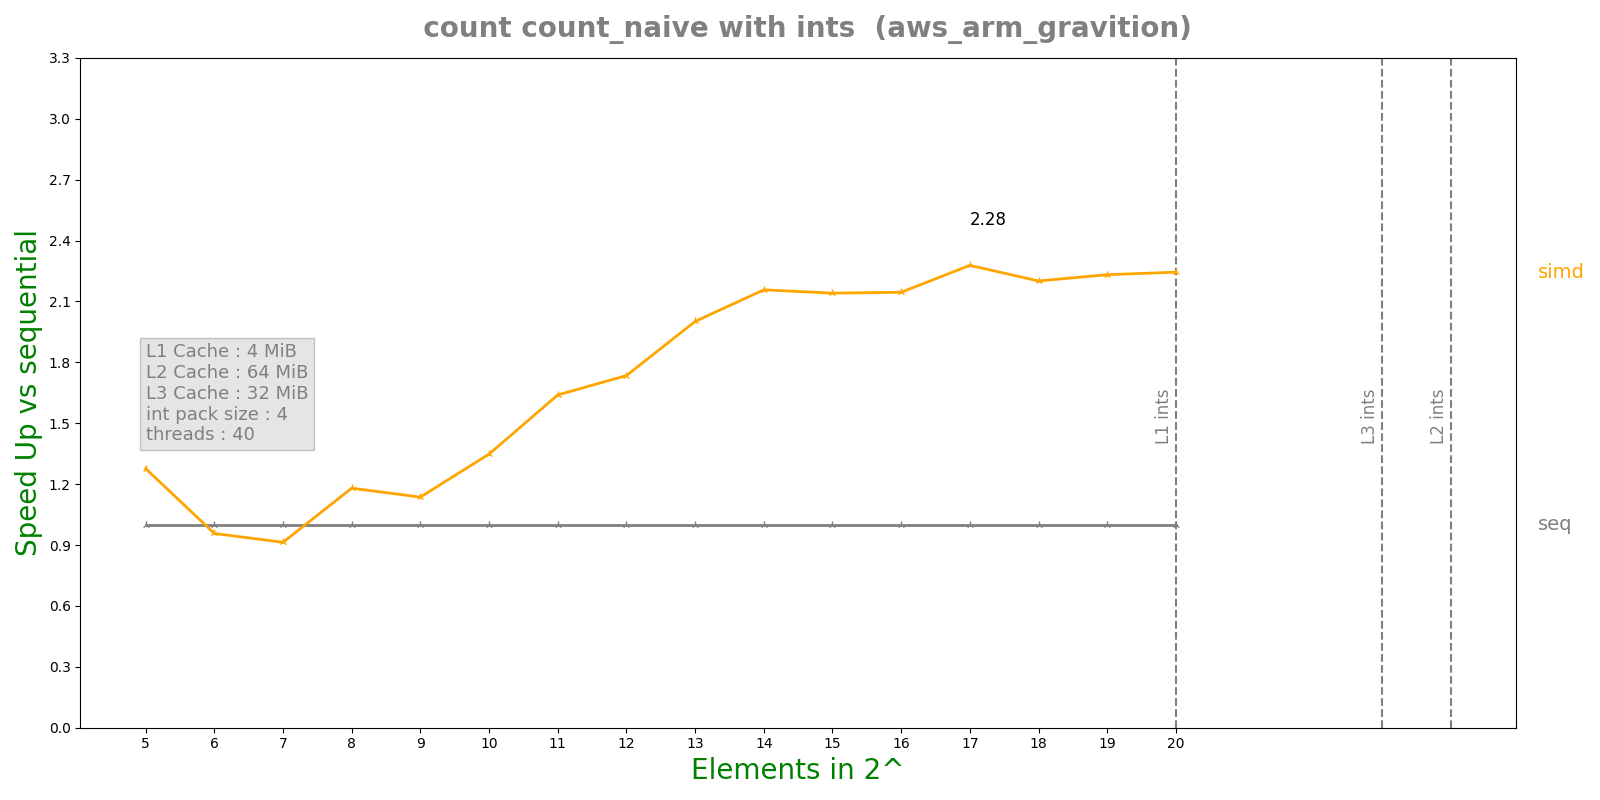 count count_naive with ints  (aws_arm_gravition)
Speed Up vs sequential
3.3
3.0
2.7
2.4
2.1
1.8
1.5
1.2
0.9
0.6
0.3
0.0
2.28
L1 Cache : 4 MiB
L2 Cache : 64 MiB
L3 Cache : 32 MiB
int pack size : 4
threads : 40
L1 ints
L3 ints
L2 ints
simd
seq
5 6 7 8 9 10 11 12 13 14 15 16 17 18 19 20
Elements in 2^